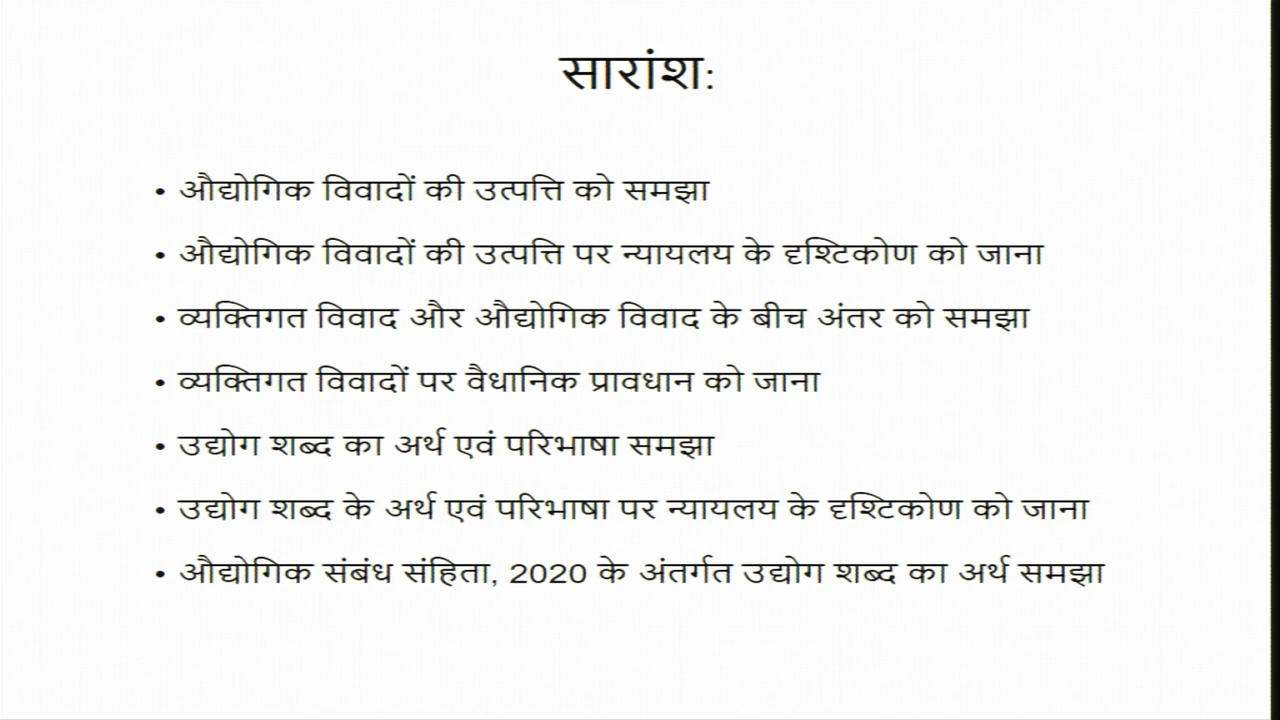 सारांश:
• औद्योगिक विवादों की उत्पत्ति को समझा
• औद्योगिक विवादों की उत्पत्ति पर न्यायलय के दृश्टिकोण को जाना
• व्यक्तिगत विवाद और औद्योगिक विवाद के बीच अंतर को समझा
• व्यक्तिगत विवादों पर वैधानिक प्रावधान को जाना
• उद्योग शब्द का अर्थ एवं परिभाषा समझा
• उद्योग शब्द के अर्थ एवं परिभाषा पर न्यायलय के दृश्टिकोण को जाना
• औद्योगिक संबंध संहिता, 2020 के अंतर्गत उद्योग शब्द का अर्थ समझा